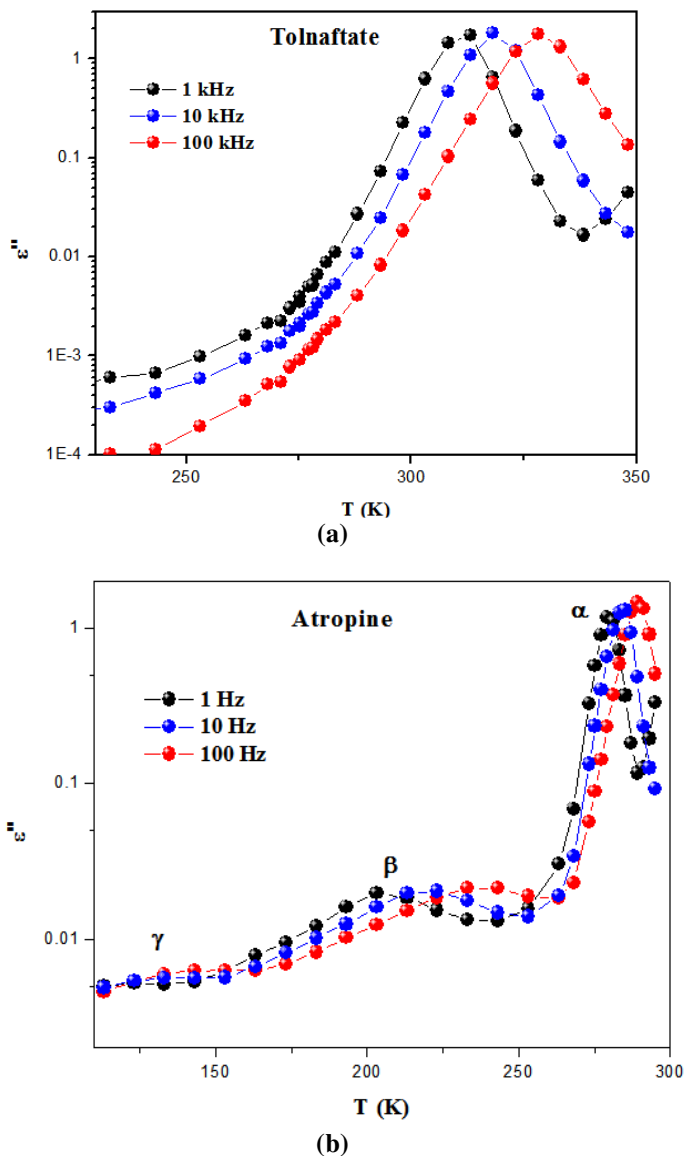 Tolnaftate
1 kHz
10 kHz
100 kHz
ε"
1
0.1
0.01
1E-3
1E-4
250
300
350
T (K)
(a)
Atropine
α
1 Hz
10 Hz
100 Hz
β
γ
ε"
1
0.1
0.01
150
200
250
300
T (K)
(b)